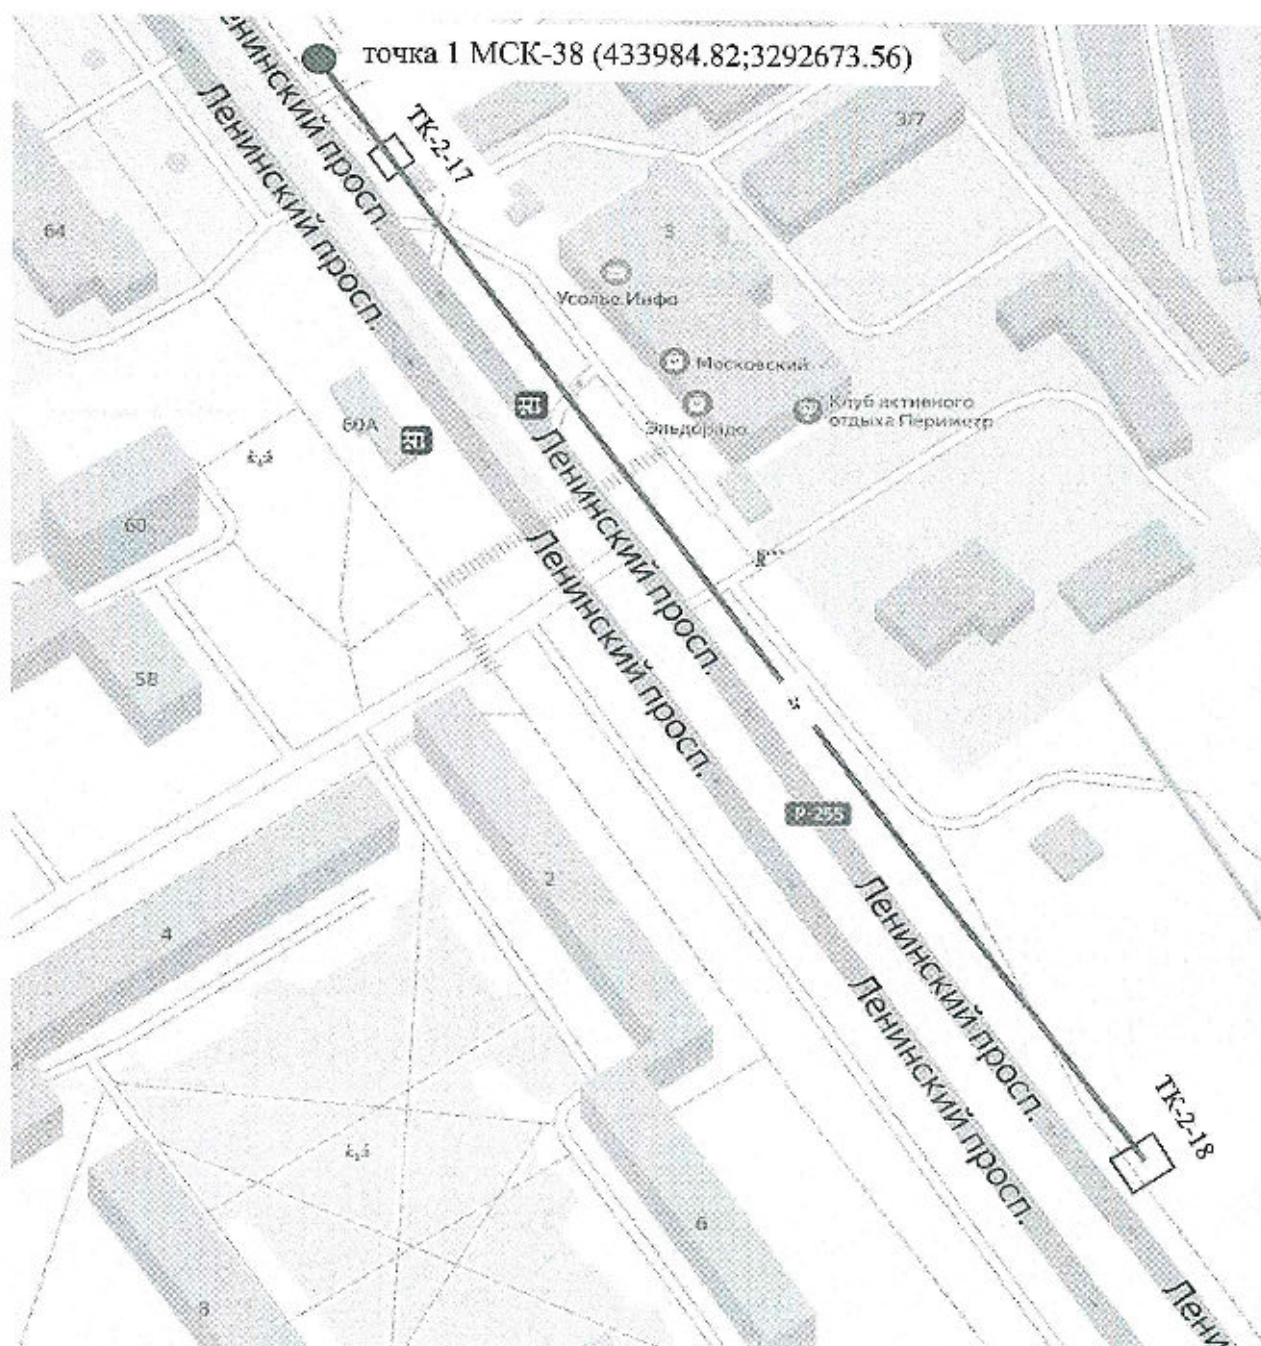 точка 1 МСК-38 (433984.82;3292673.56)
Ленинский просп.
Ленинский просп.
ТК-2-17
3/7
64
3
Усолье Инфо
Московский
Эльдорадо
Клуб активного
отдыха Периметр
60А
60
58
Ленинский просп.
Ленинский просп.
Р-255
2
4
Ленинский просп.
Ленинский просп.
ТК-2-18
6
8
Ленин